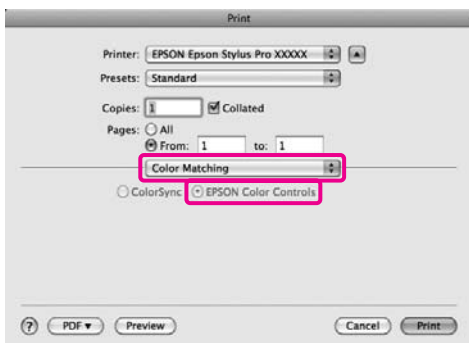 Print
Printer: EPSON Epson Stylus Pro XXXXX
Presets: Standard
Copies: 1 Collated
Pages: All
From: 1 to: 1
Color Matching
ColorSync EPSON Color Controls
? PDF ▼ Preview Cancel Print